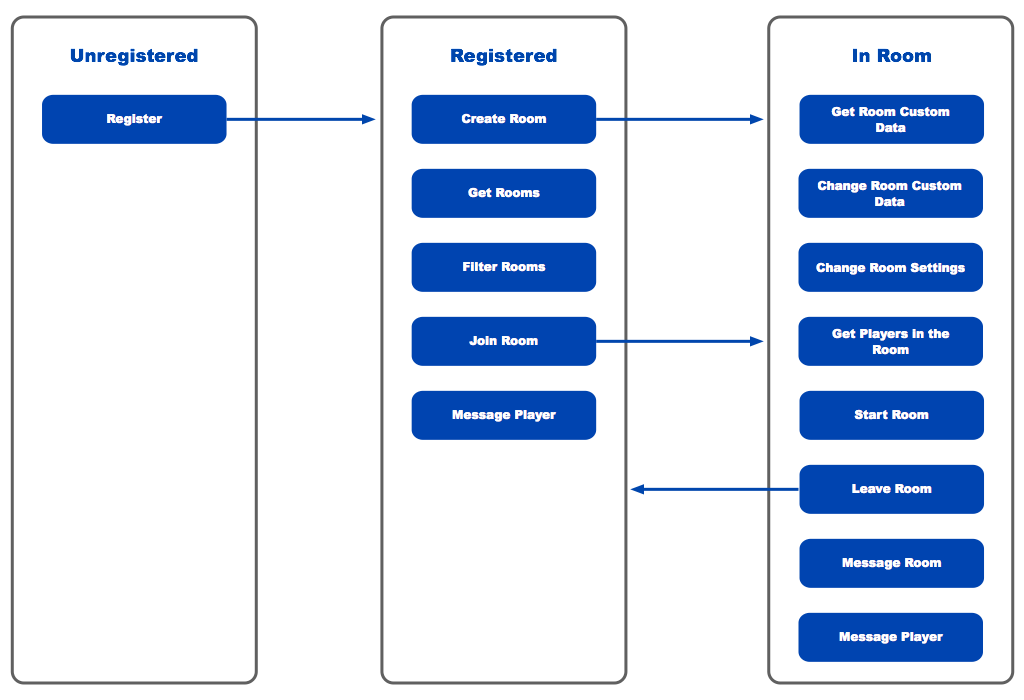 Unregistered
Register
Registered
Create Room
Get Rooms
Filter Rooms
Join Room
Message Player
In Room
Get Room Custom
Data
Change Room Custom
Data
Change Room Settings
Get Players in the
Room
Start Room
Leave Room
Message Room
Message Player